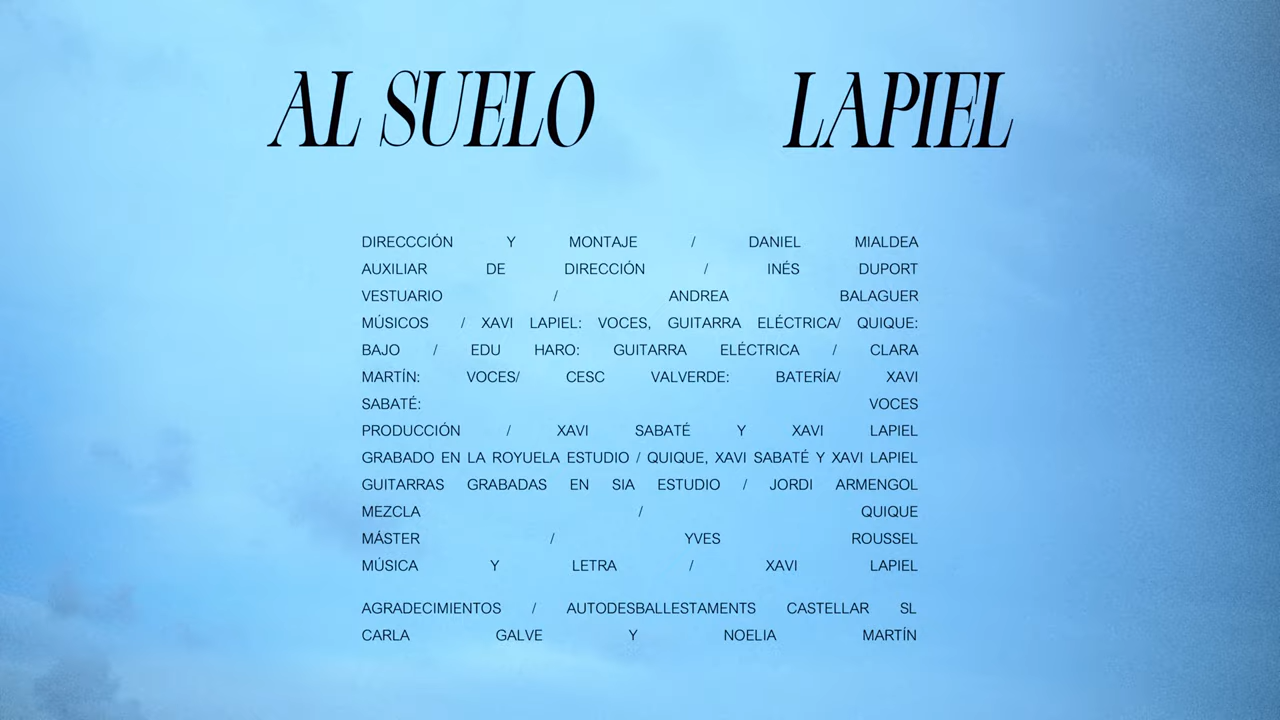 AL SUELO LAPIEL
DIRECCCIÓN Y MONTAJE / DANIEL MIALDEA
AUXILIAR DE DIRECCIÓN / INÉS DUPORT
VESTUARIO / ANDREA BALAGUER
MÚSICOS / XAVI LAPIEL: VOCES, GUITARRA ELÉCTRICA/ QUIQUE:
BAJO / EDU HARO: GUITARRA ELÉCTRICA / CLARA
MARTÍN: VOCES/ CESC VALVERDE: BATERÍA/ XAVI
SABATÉ: VOCES
PRODUCCIÓN / XAVI SABATÉ Y XAVI LAPIEL
GRABADO EN LA ROYUELA ESTUDIO / QUIQUE, XAVI SABATÉ Y XAVI LAPIEL
GUITARRAS GRABADAS EN SIA ESTUDIO / JORDI ARMENGOL
MEZCLA / QUIQUE
MÁSTER / YVES ROUSSEL
MÚSICA Y LETRA / XAVI LAPIEL
AGRADECIMIENTOS / AUTODESBALLESTAMENTS CASTELLAR SL
CARLA GALVE Y NOELIA MARTÍN